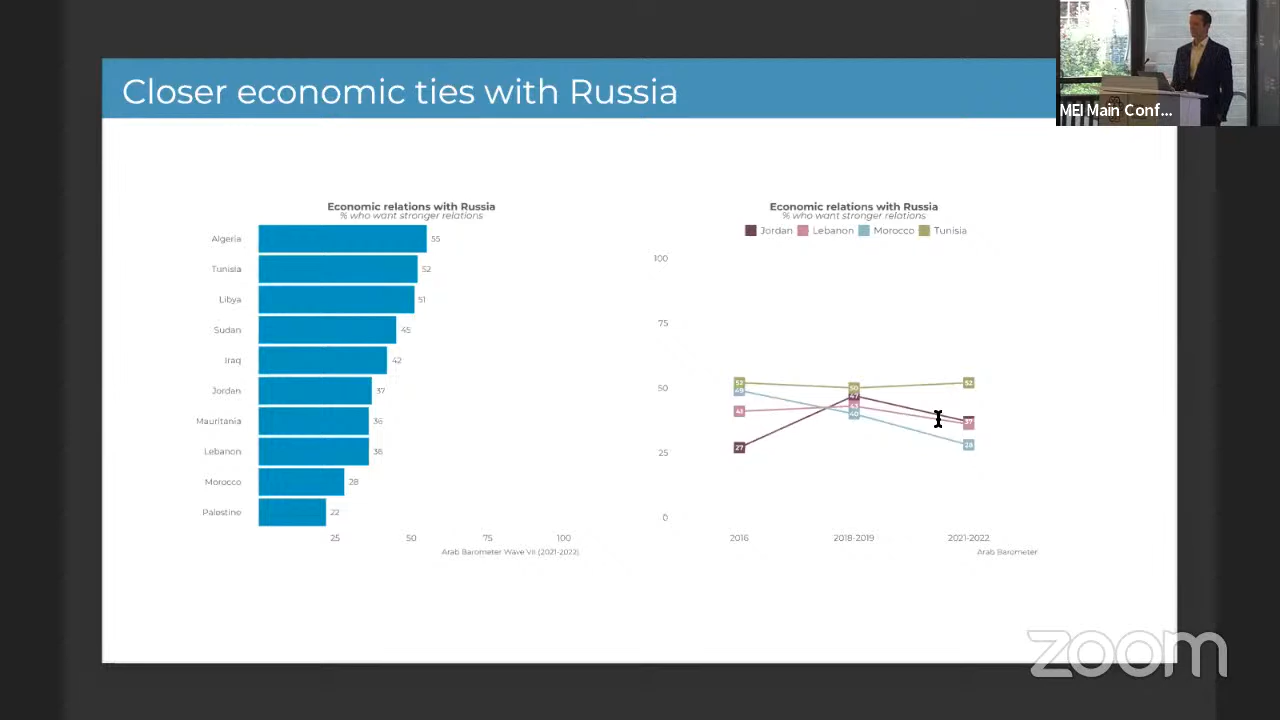 Closer economic ties with Russia
MEI Main Conf...
Economic relations with Russia
% who want stronger relations
Algeria 55
Tunisia 52
Libya 51
Sudan 45
Iraq 42
Jordan 37
Mauritania 36
Lebanon 36
Morocco 28
Palestine 22
25 50 75 100
Arab Barometer Wave VII (2021-2022)
Economic relations with Russia
% who want stronger relations
Jordan Lebanon Morocco Tunisia
100
75
50
25
0
52 50 52
49 47
41 43 37
40
27 28
2016 2018-2019 2021-2022
Arab Barometer
zoom